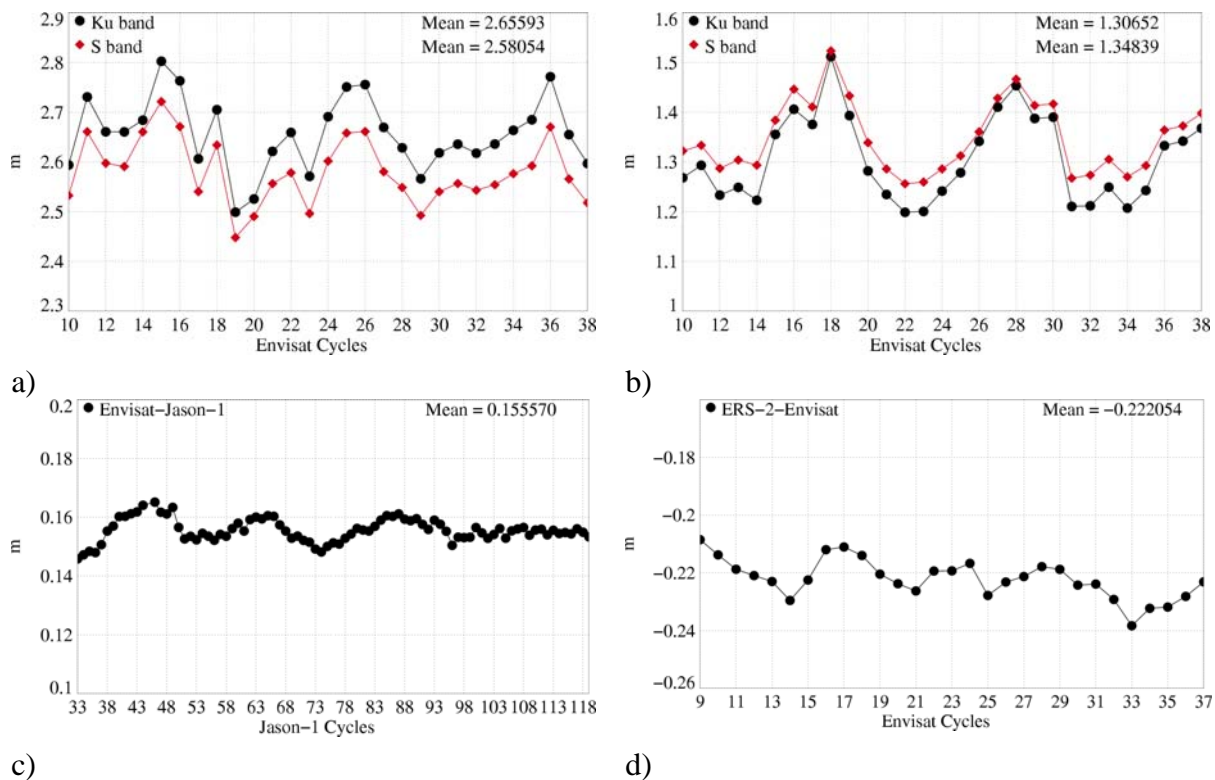 2.9
Ku band Mean = 2.65593
S band Mean = 2.58054
2.8
2.7
2.6
2.5
2.4
2.3
m
10 12 14 16 18 20 22 24 26 28 30 32 34 36 38
Envisat Cycles
a)
Ku band Mean = 1.30652
S band Mean = 1.34839
1.6
1.5
1.4
1.3
1.2
1.1
1
m
10 12 14 16 18 20 22 24 26 28 30 32 34 36 38
Envisat Cycles
b)
0.2
Envisat-Jason-1 Mean = 0.155570
0.18
0.16
0.14
0.12
0.1
m
33 38 43 48 53 58 63 68 73 78 83 88 93 98 103 108 113 118
Jason-1 Cycles
c)
ERS-2-Envisat Mean = -0.222054
-0.18
-0.2
-0.22
-0.24
-0.26
m
9 11 13 15 17 19 21 23 25 27 29 31 33 35 37
Envisat Cycles
d)